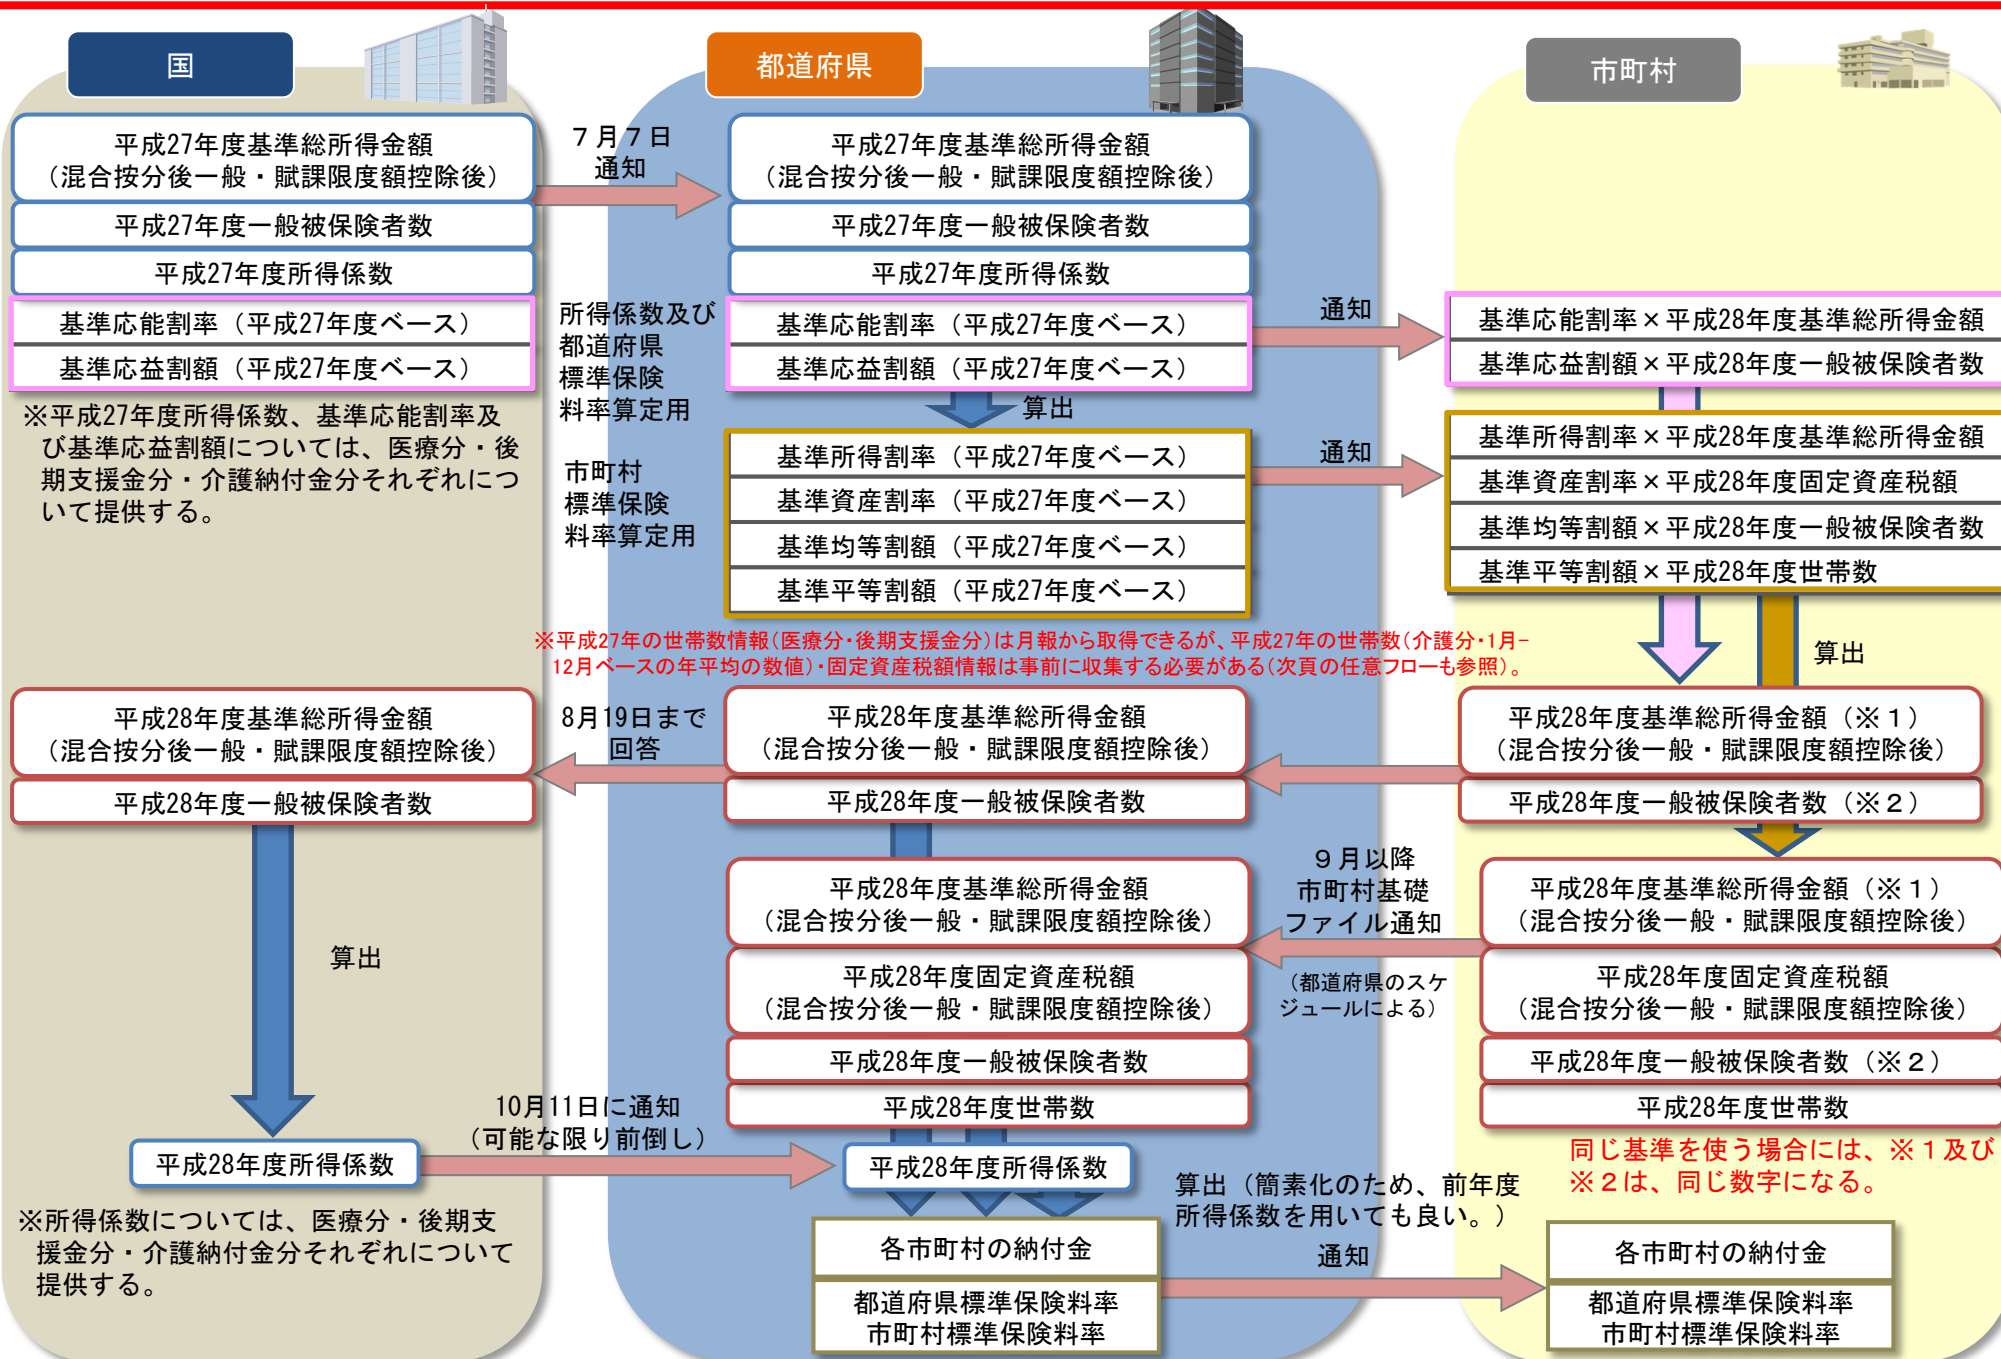 国
都道府県
市町村
平成27年度基準総所得金額
（混合按分後一般・賦課限度額控除後）
平成27年度一般被保険者数
平成27年度所得係数
基準応能割率（平成27年度ベース）
基準応益割額（平成27年度ベース）
※平成27年度所得係数、基準応能割率及
び基準応益割額については、医療分・後
期支援金分・介護納付金分それぞれにつ
いて提供する。
７月７日
通知
平成27年度基準総所得金額
（混合按分後一般・賦課限度額控除後）
平成27年度一般被保険者数
平成27年度所得係数
所得係数及び
都道府県
標準保険
料率算定用
基準応能割率（平成27年度ベース）
基準応益割額（平成27年度ベース）
算出
市町村
標準保険
料率算定用
基準所得割率（平成27年度ベース）
基準資産割率（平成27年度ベース）
基準均等割額（平成27年度ベース）
基準平等割額（平成27年度ベース）
通知
基準応能割率×平成28年度基準総所得金額
基準応益割額×平成28年度一般被保険者数
通知
基準所得割率×平成28年度基準総所得金額
基準資産割率×平成28年度固定資産税額
基準均等割額×平成28年度一般被保険者数
基準平等割額×平成28年度世帯数
※平成27年の世帯数情報（医療分・後期支援金分）は月報から取得できるが、平成27年の世帯数（介護分・1月－
12月ベースの年平均の数値）・固定資産税額情報は事前に収集する必要がある（次頁の任意フローも参照）。
算出
平成28年度基準総所得金額
（混合按分後一般・賦課限度額控除後）
平成28年度一般被保険者数
8月19日まで
回答
平成28年度基準総所得金額
（混合按分後一般・賦課限度額控除後）
平成28年度一般被保険者数
平成28年度基準総所得金額（※１）
（混合按分後一般・賦課限度額控除後）
平成28年度一般被保険者数（※２）
算出
平成28年度基準総所得金額
（混合按分後一般・賦課限度額控除後）
平成28年度固定資産税額
（混合按分後一般・賦課限度額控除後）
平成28年度一般被保険者数
平成28年度世帯数
９月以降
市町村基礎
ファイル通知
（都道府県のスケ
ジュールによる）
平成28年度基準総所得金額（※１）
（混合按分後一般・賦課限度額控除後）
平成28年度固定資産税額
（混合按分後一般・賦課限度額控除後）
平成28年度一般被保険者数（※２）
平成28年度世帯数
同じ基準を使う場合には、※１及び
※２は、同じ数字になる。
10月11日に通知
（可能な限り前倒し）
平成28年度所得係数
平成28年度所得係数
※所得係数については、医療分・後期支
援金分・介護納付金分それぞれについて
提供する。
算出（簡素化のため、前年度
所得係数を用いても良い。）
通知
各市町村の納付金
都道府県標準保険料率
市町村標準保険料率
各市町村の納付金
都道府県標準保険料率
市町村標準保険料率